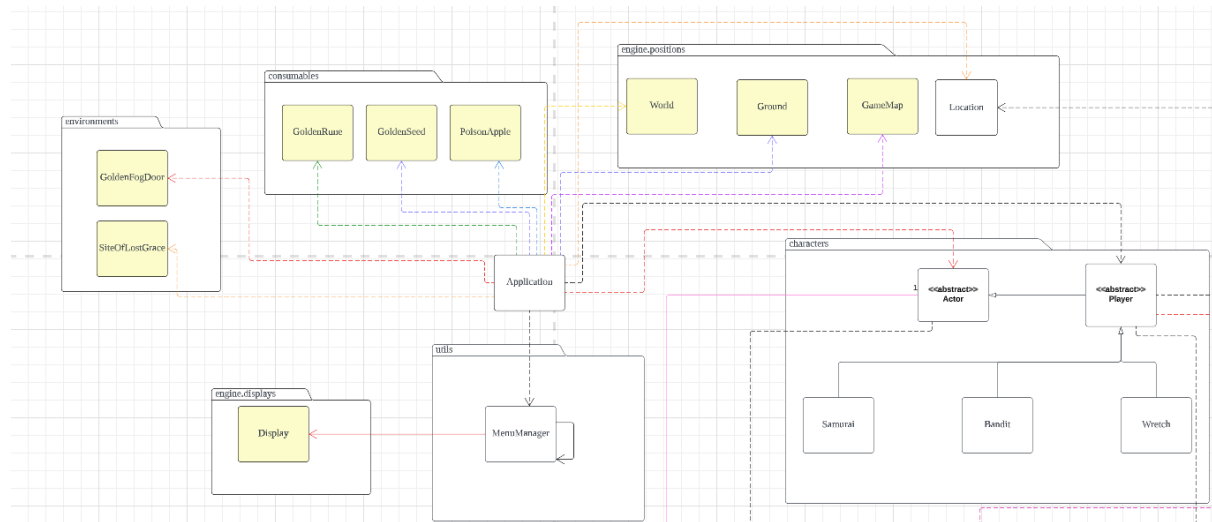 engine.positions
consumables
World
Ground
GameMap
Location
GoldenRune
GoldenSeed
PoisonApple
environments
GoldenFogDoor
SiteOfLostGrace
characters
Application
1
<<abstract>>
Actor
<<abstract>>
Player
utils
engine.displays
Display
MenuManager
Samurai
Bandit
Wretch